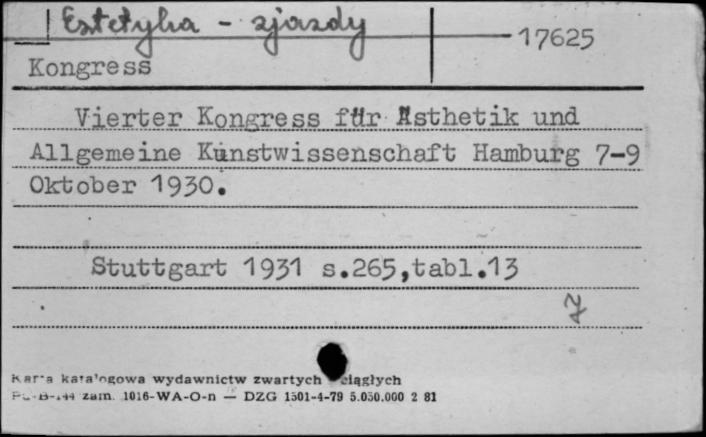 Estetyka - zjazdy
17625
Kongress
Vierter Kongress für Ästhetik und
Allgemeine Kunstwissenschaft Hamburg 7-9
Oktober 1930.
Stuttgart 1931 s.265,tabl.13
Karta katalogowa wydawnictw zwartych ciągłych
zam. 1016-WA-O-n — DZG 1501-4-79 5.050.000 2 81